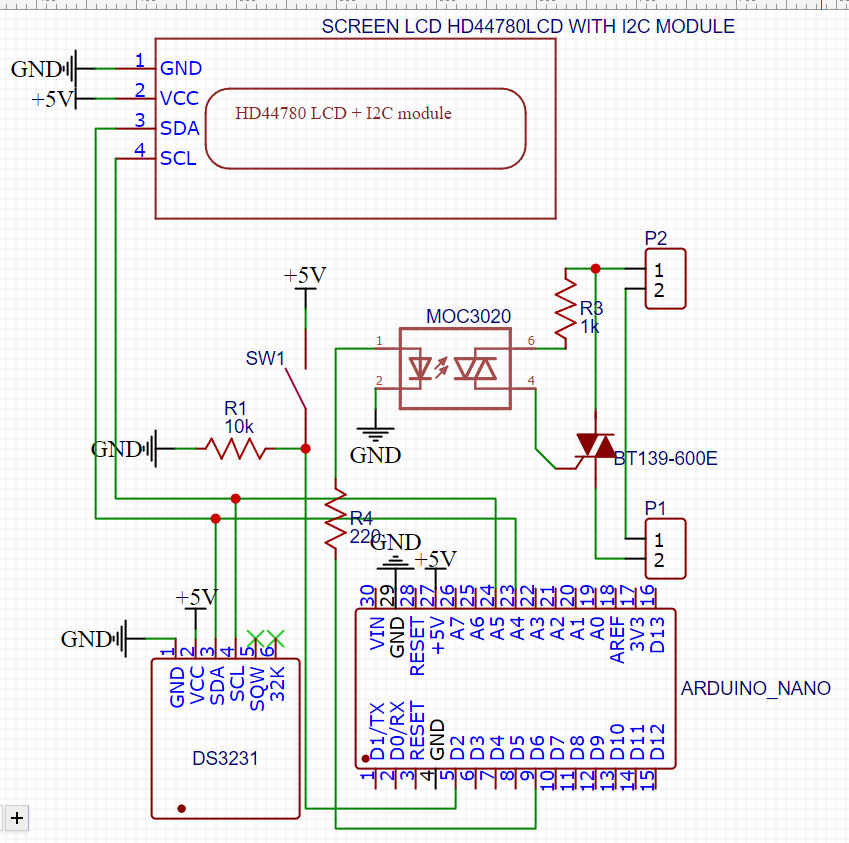 SCREEN LCD HD44780LCD WITH I2C MODULE
GND 1 GND
+5V 2 VCC
3 SDA
4 SCL
HD44780 LCD + I2C module
P2
1
2
+5V
SW1
MOC3020
1
2
6
4
R3
1k
GND
R1
10k
GND
BT139-600E
R4
220
P1
1
2
GND
+5V
+5V
GND
1 2 3 4 5 6
GND VCC SDA SCL SQW 32K
DS3231
30 29 28 27 26 25 24 23 22 21 20 19 18 17 16
VIN GND RESET +5V A7 A6 A5 A4 A3 A2 A1 A0 AREF 3V3 D13
ARDUINO_NANO
D1/TX D0/RX RESET GND D2 D3 D4 D5 D6 D7 D8 D9 D10 D11 D12
1 2 3 4 5 6 7 8 9 10 11 12 13 14 15
+